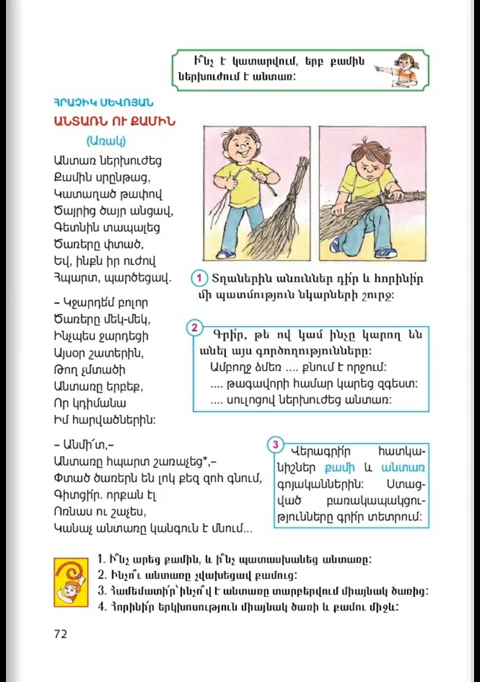 Ի՞նչ է կատարվում, երբ քամին
ներխուժում է անտառ:
ՀՐԱՉԻԿ ՍԵՎՈՅԱՆ
ԱՆՏԱՌՆ ՈՒ ՔԱՄԻՆ
(Առակ)
Անտառ ներխուժեց
Քամին սրընթաց,
Կատաղած թափով
Ծայրից ծայր անցավ,
Գետնին տապալեց
Ծառերը փտած,
Եվ, ինքն իր ուժով
Հպարտ, պարծեցավ.
– Կջարդե՛մ բոլոր
Ծառերը մեկ-մեկ,
Ինչպես ջարդեցի
Այսօր շատերին,
Թող չմտածի
Անտառը երբեք,
Որ կդիմանա
Իմ հարվածներին:
– Անմի՜տ,–
Անտառը հպարտ շառաչեց*,–
Փտած ծառերն են լոկ քեզ զոհ գնում,
Գիտցի՛ր. որքան էլ
Ոռնաս ու շաչես,
Կանաչ անտառը կանգուն է մնում...
1 Տղաներին անուններ դի՛ր և հորինի՛ր
մի պատմություն նկարների շուրջ:
2 Գրի՛ր, թե ով կամ ինչը կարող են
անել այս գործողությունները:
Ամբողջ ձմեռ .... քնում է որջում:
.... թագավորի համար կարեց զգեստ:
.... սուլոցով ներխուժեց անտառ:
3 Վերագրի՛ր հատկա-
նիշներ քամի և անտառ
գոյականներին: Ստաց-
ված բառակապակցու-
թյունները գրի՛ր տետրում:
1. Ի՞նչ արեց քամին, և ի՞նչ պատասխանեց անտառը:
2. Ինչո՞ւ անտառը չվախեցավ քամուց:
3. Համեմատի՛ր՝ ինչո՞վ է անտառը տարբերվում միայնակ ծառից:
4. Հորինի՛ր երկխոսություն միայնակ ծառի և քամու միջև:
72